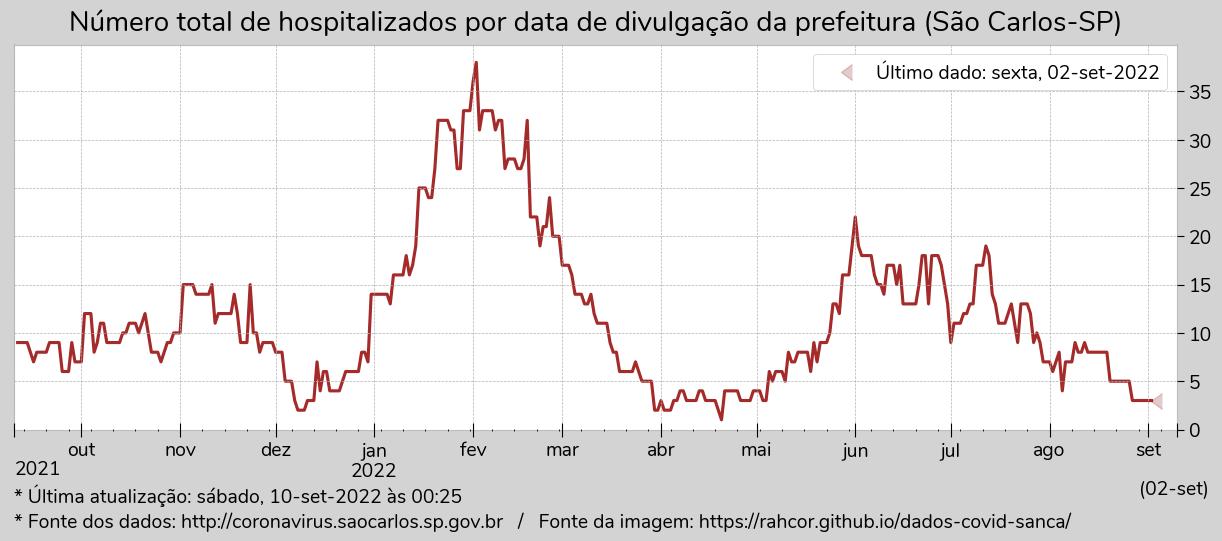 Número total de hospitalizados por data de divulgação da prefeitura (São Carlos-SP)
Último dado: sexta, 02-set-2022
35
30
25
20
15
10
5
0
out nov dez jan fev mar abr mai jun jul ago set
2021 2022
(02-set)
* Última atualização: sábado, 10-set-2022 às 00:25
* Fonte dos dados: http://coronavirus.saocarlos.sp.gov.br / Fonte da imagem: https://rahcor.github.io/dados-covid-sanca/